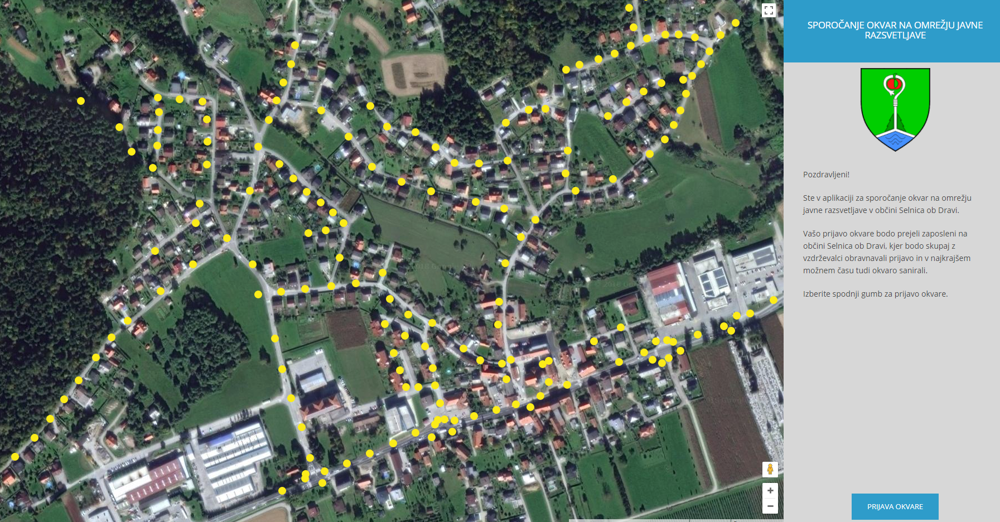 SPOROČANJE OKVAR NA OMREŽJU JAVNE
RAZSVETLJAVE
Pozdravljeni!
Ste v aplikaciji za sporočanje okvar na omrežju
javne razsvetljave v občini Selnica ob Dravi.
Vašo prijavo okvare bodo prejeli zaposleni na
občini Selnica ob Dravi, kjer bodo skupaj z
vzdrževalci obravnavali prijavo in v najkrajšem
možnem času tudi okvaro sanirali.
Izberite spodnji gumb za prijavo okvare.
PRIJAVA OKVARE